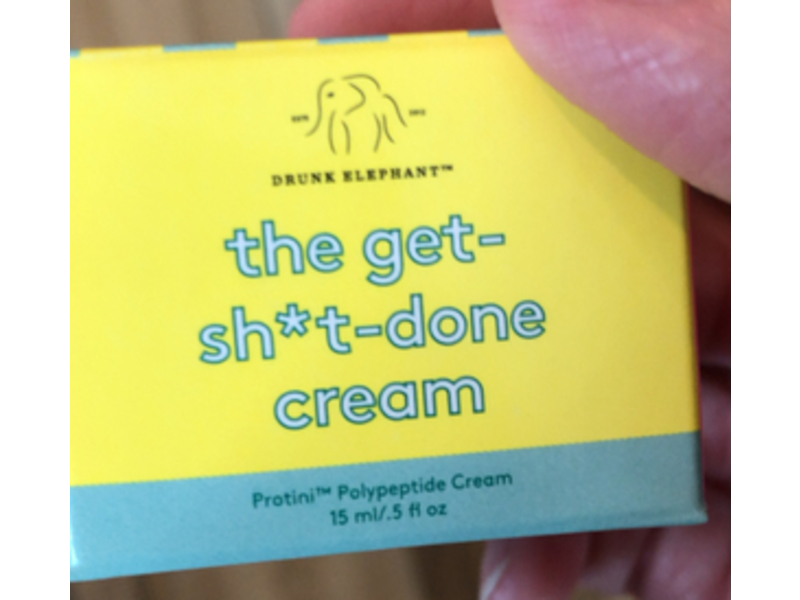 DRUNK ELEPHANT™
the get-
sh*t-done
cream
Protini™ Polypeptide Cream
15 ml/.5 fl oz